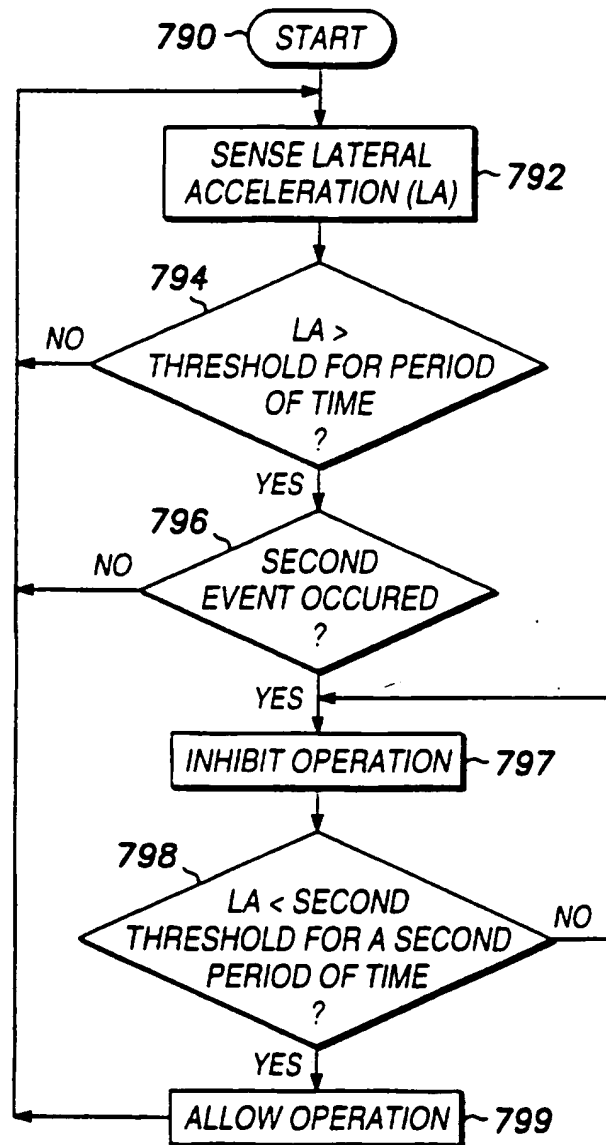 790
START
SENSE LATERAL
ACCELERATION (LA)
792
794
NO
LA >
THRESHOLD FOR PERIOD
OF TIME
?
YES
796
NO
SECOND
EVENT OCCURED
?
YES
INHIBIT OPERATION
797
798
LA < SECOND
THRESHOLD FOR A SECOND
PERIOD OF TIME
?
NO
YES
ALLOW OPERATION
799